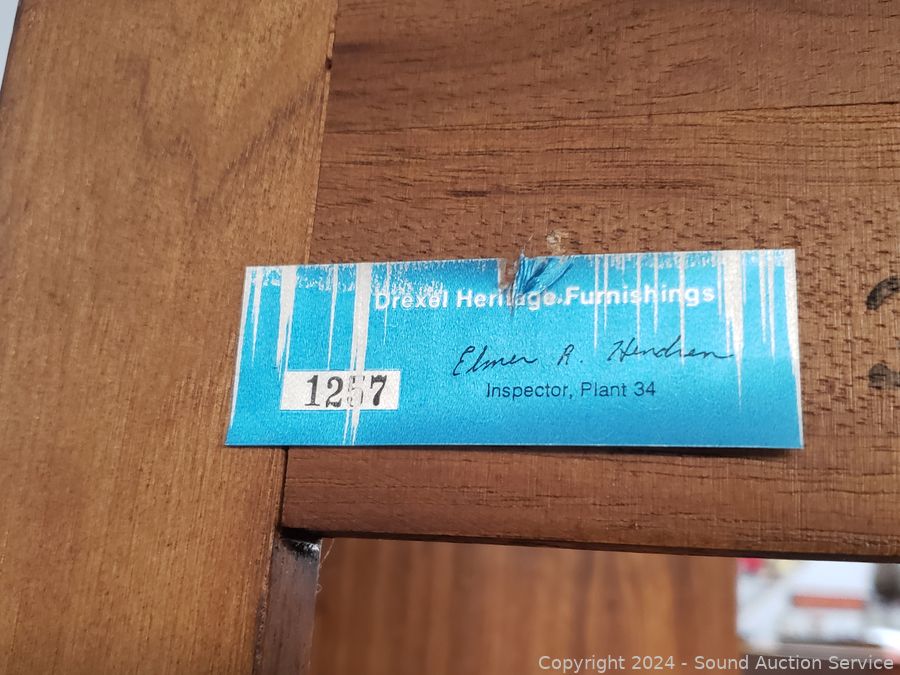 Drexel Heritage Furnishings
Elmer R. Hendren
1257
Inspector, Plant 34
Copyright © 2024 - Sound Auction Service